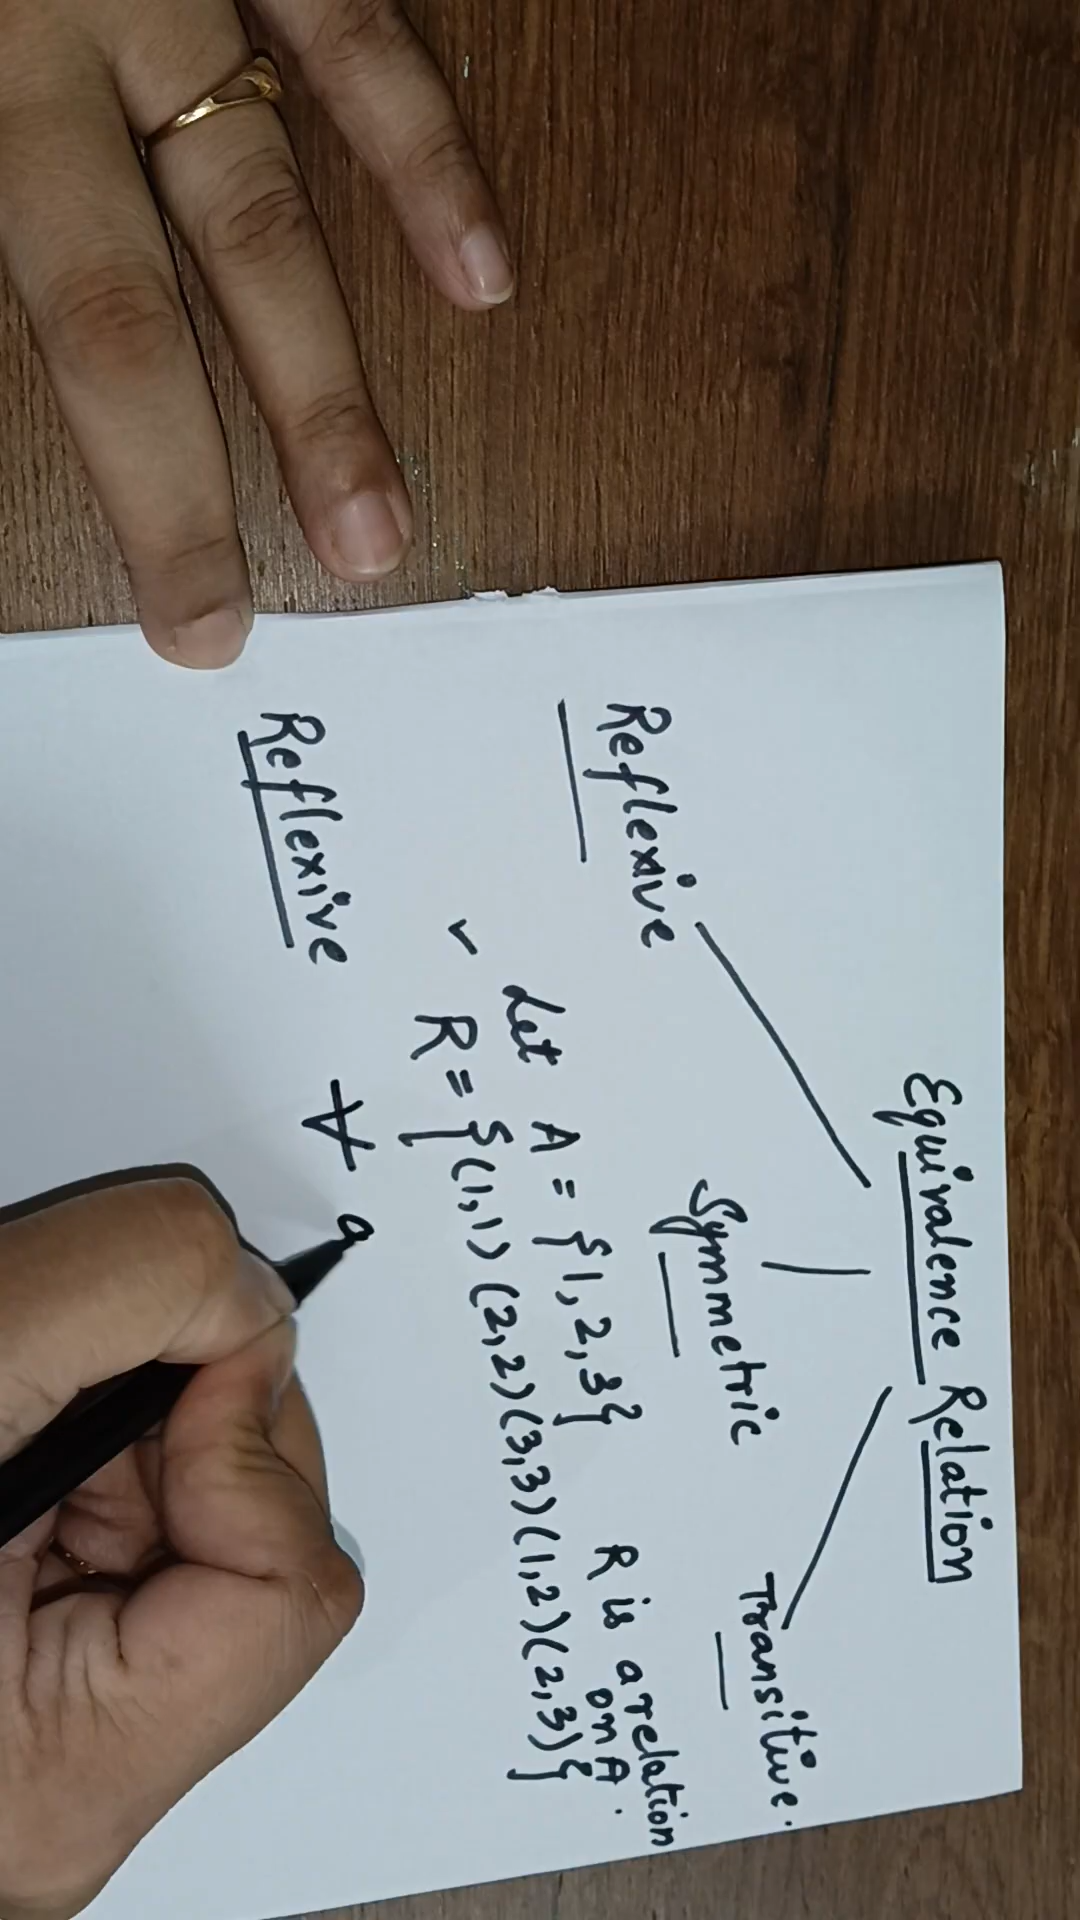 Equivalence Relation
Reflexive Symmetric Transitive.
Let A = {1, 2, 3} R is a relation
on A.
✓ R = {(1,1) (2,2) (3,3) (1,2) (2,3)}
Reflexive ∀ a